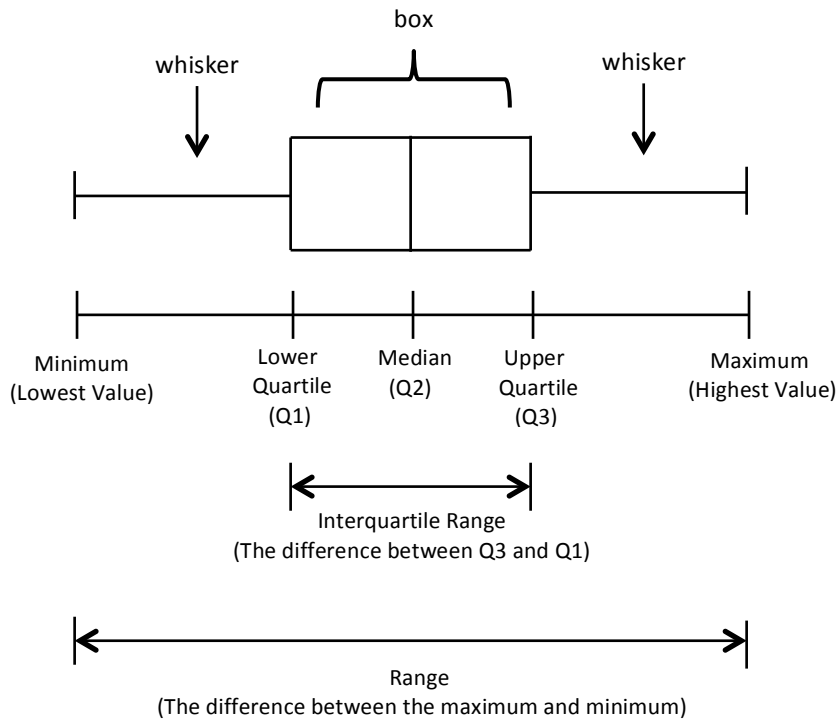 box
whisker
whisker
Minimum
(Lowest Value)
Lower
Quartile
(Q1)
Median
(Q2)
Upper
Quartile
(Q3)
Maximum
(Highest Value)
Interquartile Range
(The difference between Q3 and Q1)
Range
(The difference between the maximum and minimum)